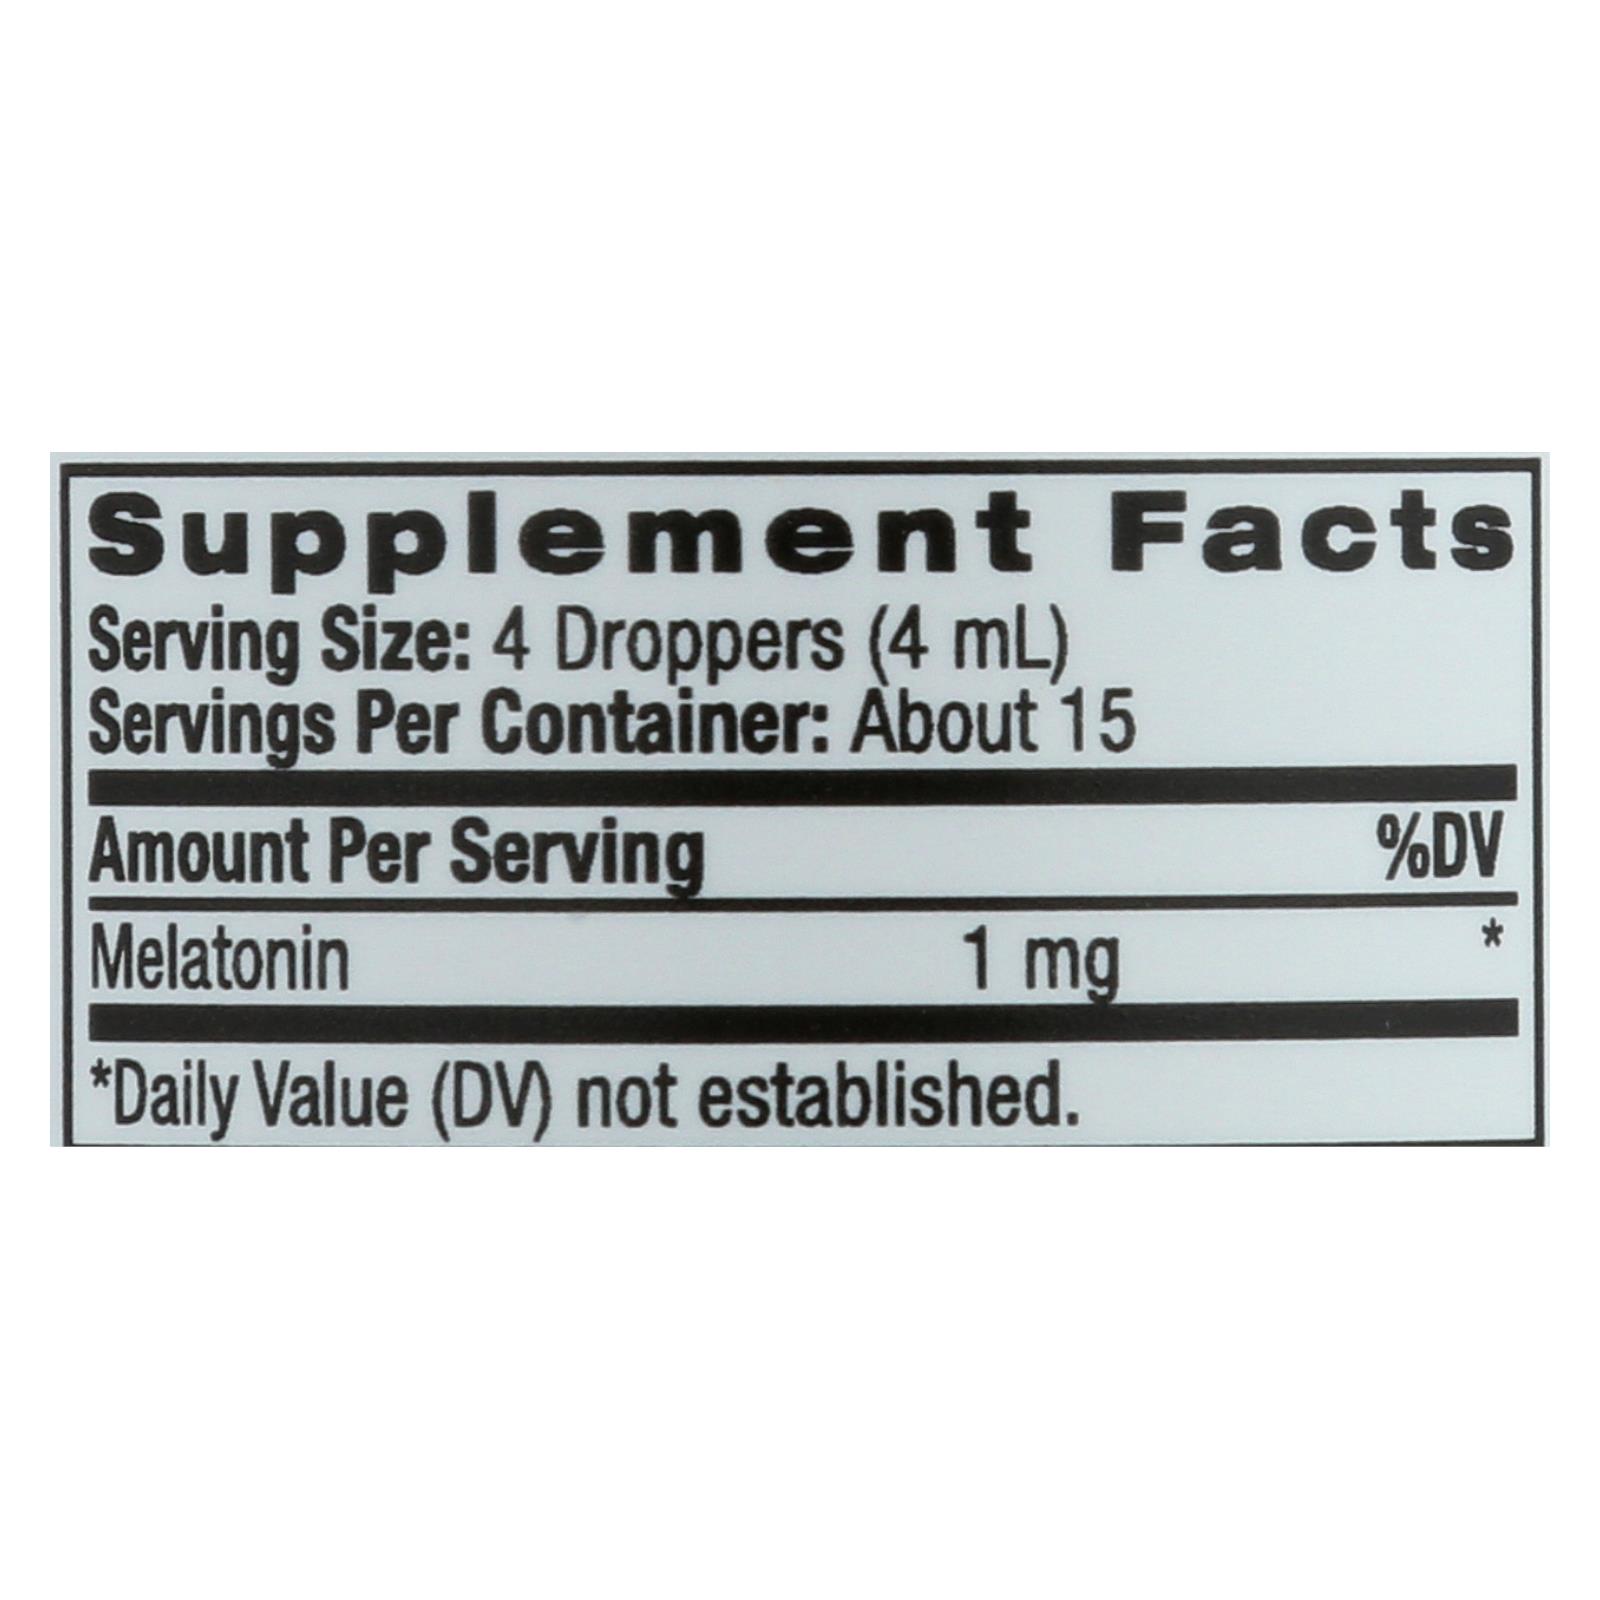 Supplement Facts
Serving Size: 4 Droppers (4 mL)
Servings Per Container: About 15
Amount Per Serving %DV
Melatonin 1 mg *
*Daily Value (DV) not established.